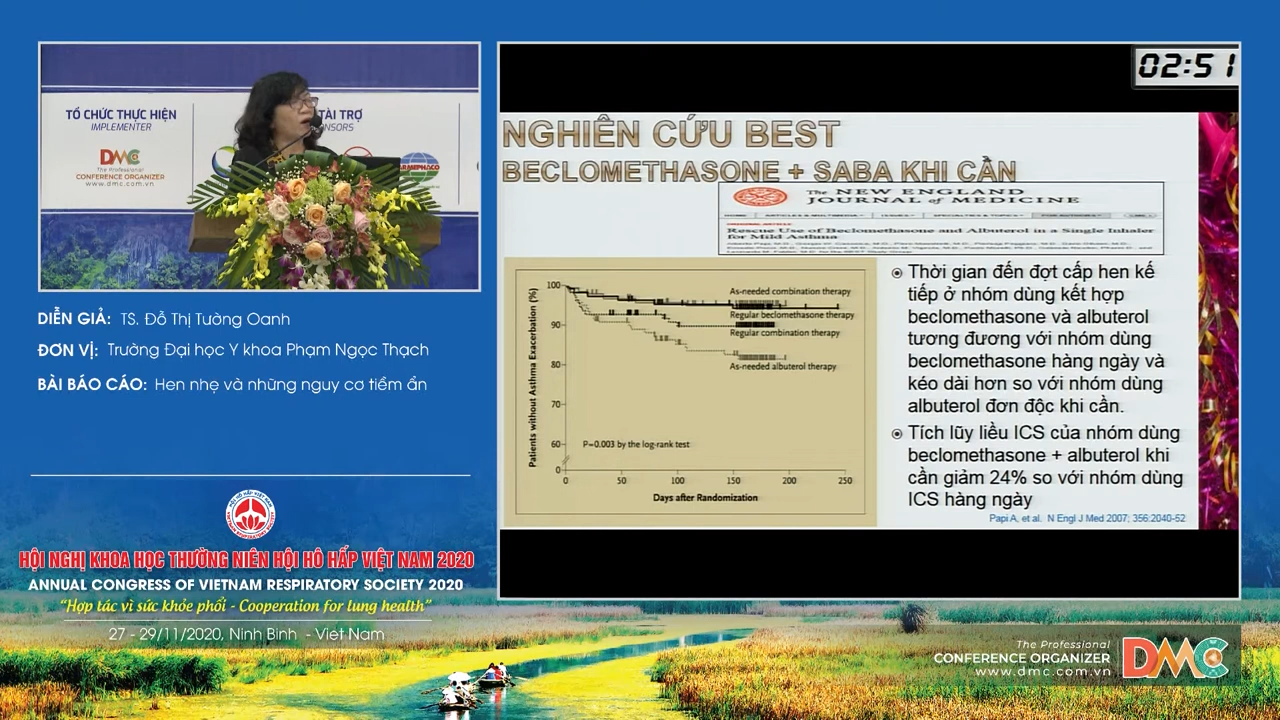 TỔ CHỨC THỰC HIỆN
IMPLEMENTER
DMC
The Professional
CONFERENCE ORGANIZER
www.dmc.com.vn
TÀI TRỢ
DIỄN GIẢ: TS. Đỗ Thị Tường Oanh
ĐƠN VỊ: Trường Đại học Y khoa Phạm Ngọc Thạch
BÀI BÁO CÁO: Hen nhẹ và những nguy cơ tiềm ẩn
HỘI NGHỊ KHOA HỌC THƯỜNG NIÊN HỘI HÔ HẤP VIỆT NAM 2020
ANNUAL CONGRESS OF VIETNAM RESPIRATORY SOCIETY 2020
“Hợp tác vì sức khỏe phổi - Cooperation for lung health”
27 - 29/11/2020, Ninh Bình - Viet Nam
02:51
NGHIÊN CỨU BEST
BECLOMETHASONE + SABA KHI CẦN
The NEW ENGLAND
JOURNAL of MEDICINE
Rescue Use of Beclomethasone and Albuterol in a Single Inhaler
for Mild Asthma
Patients without Asthma Exacerbation (%)
100
90
80
70
60
0
As-needed combination therapy
Regular beclomethasone therapy
Regular combination therapy
As-needed albuterol therapy
P=0.003 by the log-rank test
0 50 100 150 200 250
Days after Randomization
Thời gian đến đợt cấp hen kế
tiếp ở nhóm dùng kết hợp
beclomethasone và albuterol
tương đương với nhóm dùng
beclomethasone hàng ngày và
kéo dài hơn so với nhóm dùng
albuterol đơn độc khi cần.
Tích lũy liều ICS của nhóm dùng
beclomethasone + albuterol khi
cần giảm 24% so với nhóm dùng
ICS hàng ngày
Papi A, et al. N Engl J Med 2007; 356:2040-52
The Professional
CONFERENCE ORGANIZER
www.dmc.com.vn
DMC